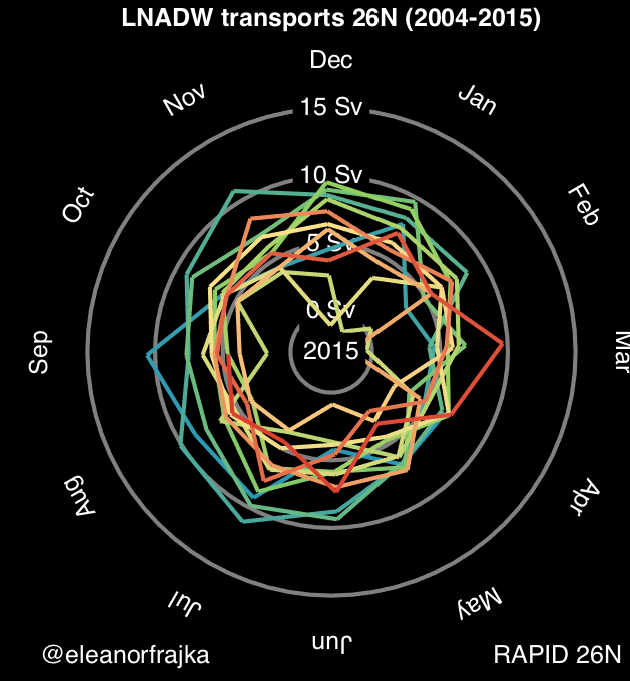 LNADW transports 26N (2004-2015)
Dec
Nov
Jan
15 Sv
10 Sv
Oct
Feb
5 Sv
0 Sv
Sep
2015
Mar
Aug
Apr
Jul
May
Jun
@eleanorfrajka
RAPID 26N